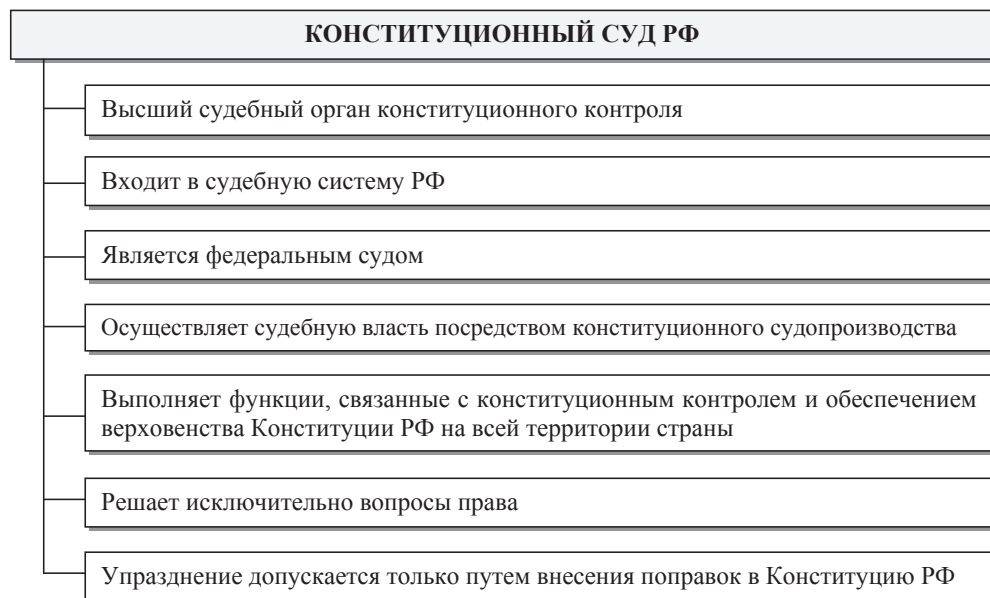 КОНСТИТУЦИОННЫЙ СУД РФ
Высший судебный орган конституционного контроля
Входит в судебную систему РФ
Является федеральным судом
Осуществляет судебную власть посредством конституционного судопроизводства
Выполняет функции, связанные с конституционным контролем и обеспечением
верховенства Конституции РФ на всей территории страны
Решает исключительно вопросы права
Упразднение допускается только путем внесения поправок в Конституцию РФ